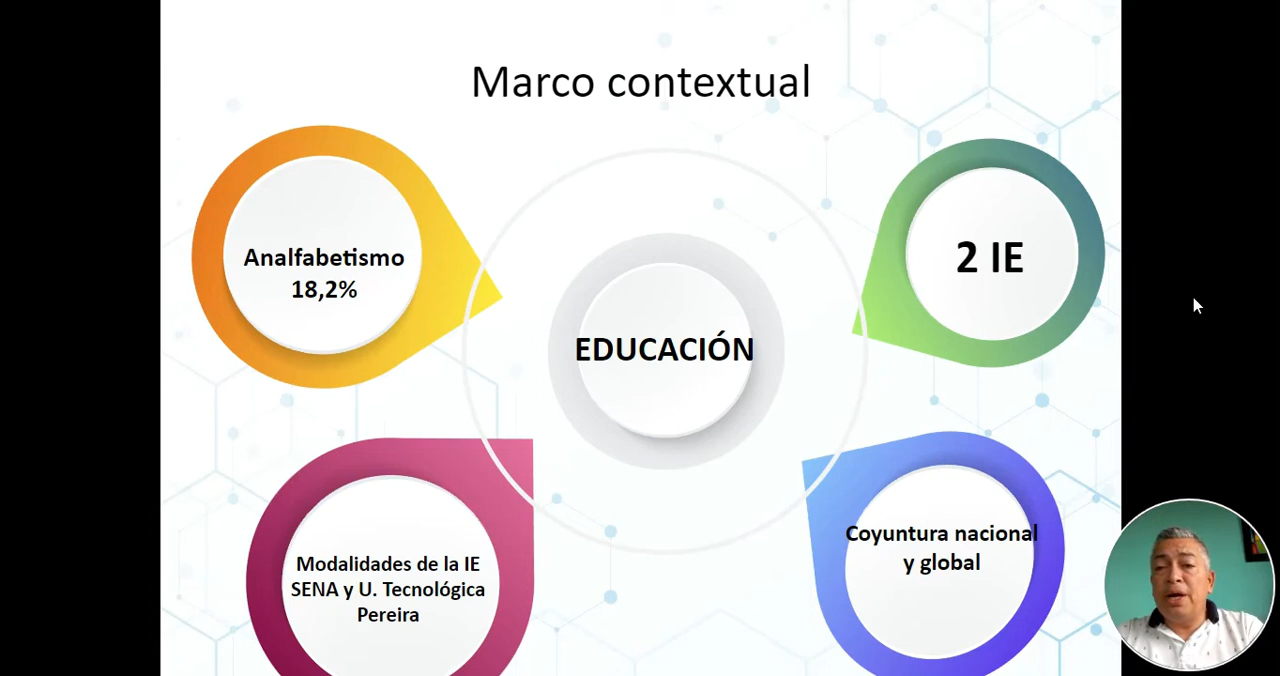 Marco contextual
Analfabetismo
18,2%
2 IE
EDUCACIÓN
Modalidades de la IE
SENA y U. Tecnológica
Pereira
Coyuntura nacional
y global